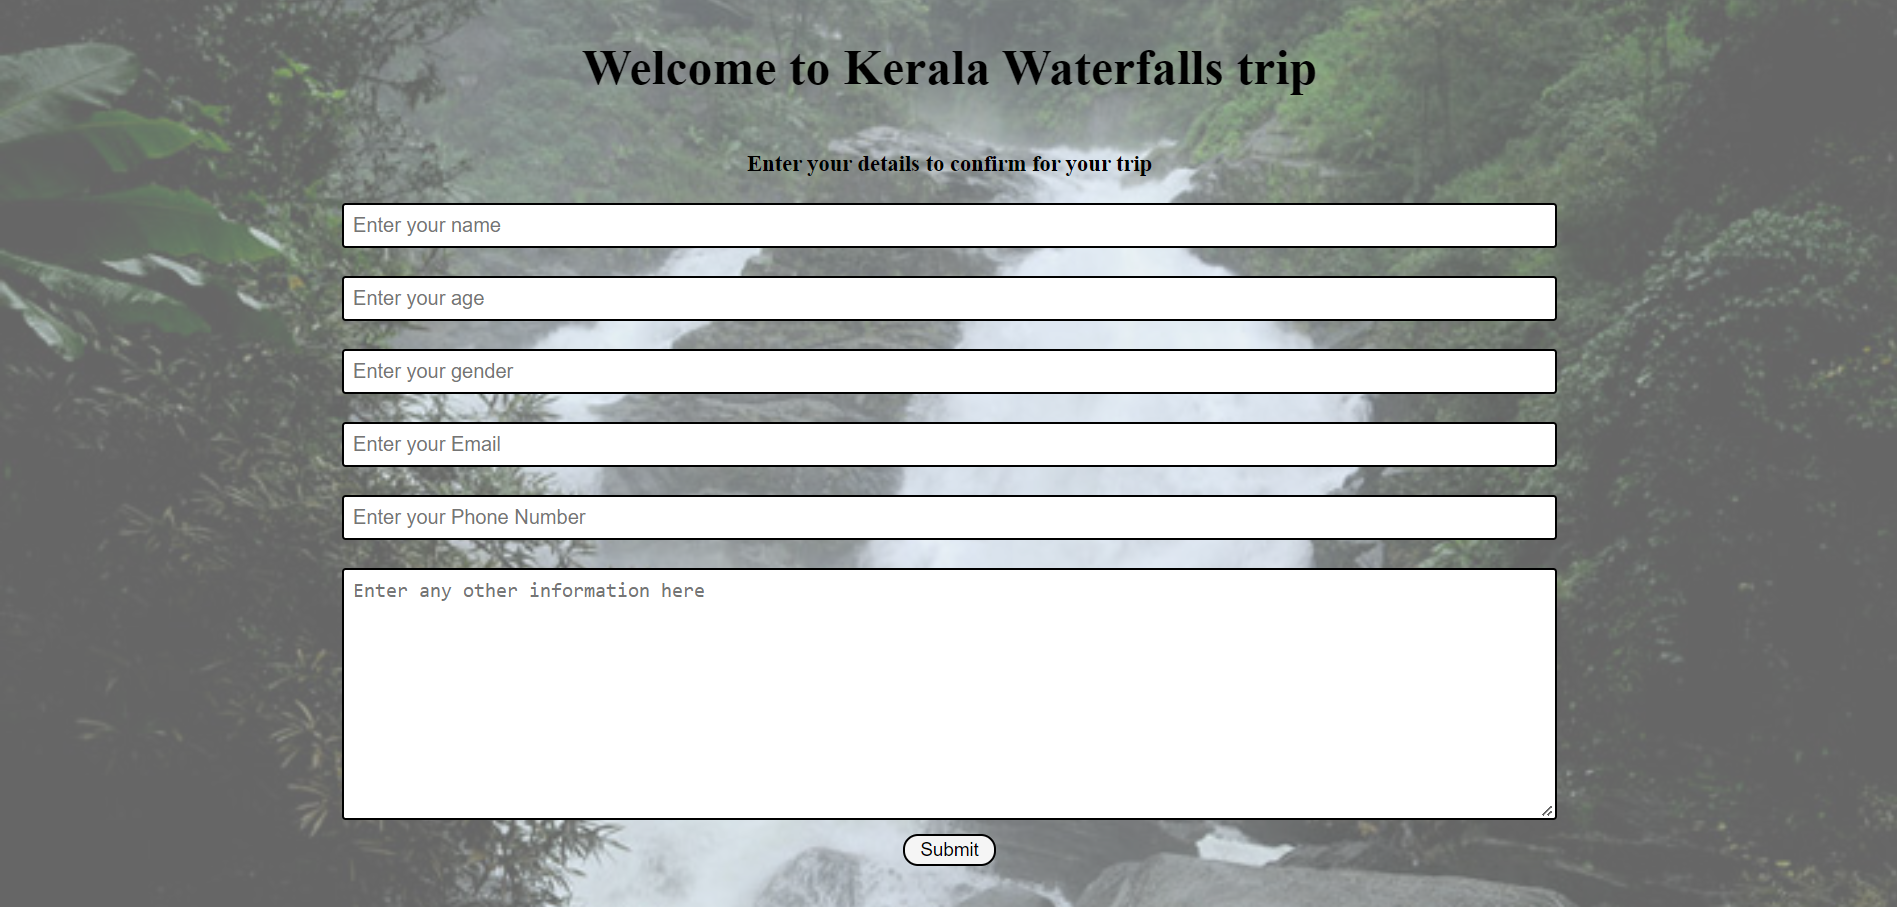 Welcome to Kerala Waterfalls trip
Enter your details to confirm for your trip
Enter your name
Enter your age
Enter your gender
Enter your Email
Enter your Phone Number
Enter any other information here
Submit